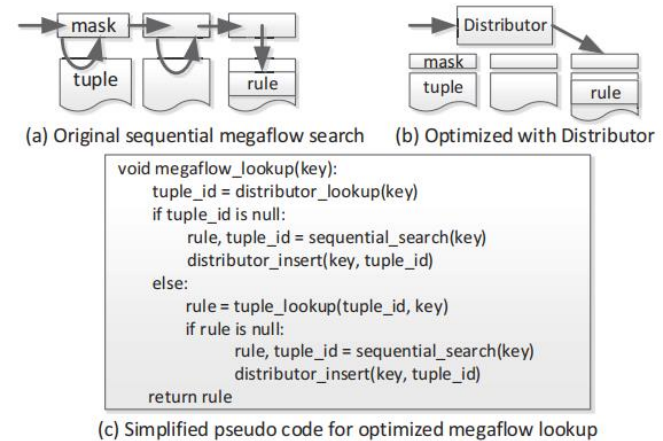 mask
tuple
rule
(a) Original sequential megaflow search
Distributor
mask
tuple
rule
(b) Optimized with Distributor
void megaflow_lookup(key):
tuple_id = distributor_lookup(key)
if tuple_id is null:
rule, tuple_id = sequential_search(key)
distributor_insert(key, tuple_id)
else:
rule = tuple_lookup(tuple_id, key)
if rule is null:
rule, tuple_id = sequential_search(key)
distributor_insert(key, tuple_id)
return rule
(c) Simplified pseudo code for optimized megaflow lookup